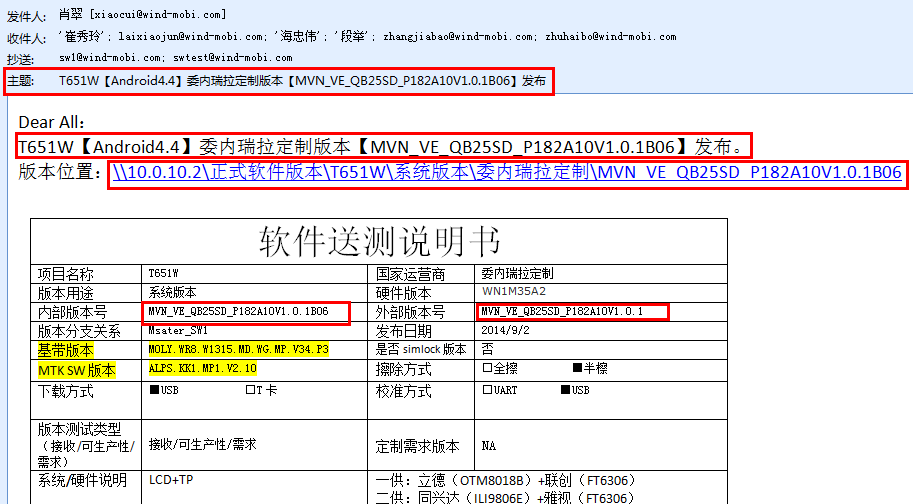 发件人: 肖翠 [xiaocui@wind-mobi.com]
收件人: '崔秀玲'; laixiaojun@wind-mobi.com; '海忠伟'; '段举'; zhangjiabao@wind-mobi.com; zhuhaibo@wind-mobi.com
抄送: sw1@wind-mobi.com; swtest@wind-mobi.com
主题: T651W【Android4.4】委内瑞拉定制版本【MVN_VE_QB25SD_P182A10V1.0.1B06】发布
Dear All：
T651W【Android4.4】委内瑞拉定制版本【MVN_VE_QB25SD_P182A10V1.0.1B06】发布。
版本位置：\\10.0.10.2\正式软件版本\T651W\系统版本\委内瑞拉定制\MVN_VE_QB25SD_P182A10V1.0.1B06
软件送测说明书
项目名称 T651W 国家运营商 委内瑞拉定制
版本用途 系统版本 硬件版本 WN1M35A2
内部版本号 MVN_VE_QB25SD_P182A10V1.0.1B06 外部版本号 MVN_VE_QB25SD_P182A10V1.0.1
版本分支关系 Msater_SW1 发布日期 2014/9/2
基带版本 MOLY.WR8.W1315.MD.WG.MP.V34.P3 是否 simlock 版本 否
MTK SW 版本 ALPS.KK1.MP1.V2.10 擦除方式 □全擦 ■半檫
下载方式 ■USB □T 卡 校准方式 □UART ■USB
版本测试类型
（接收/可生产性/
需求） 接收/可生产性/需求 定制需求版本 NA
系统/硬件说明 LCD+TP 一供：立德（OTM8018B）+联创（FT6306）
二供：同兴达（ILI9806E）+雅视（FT6306）